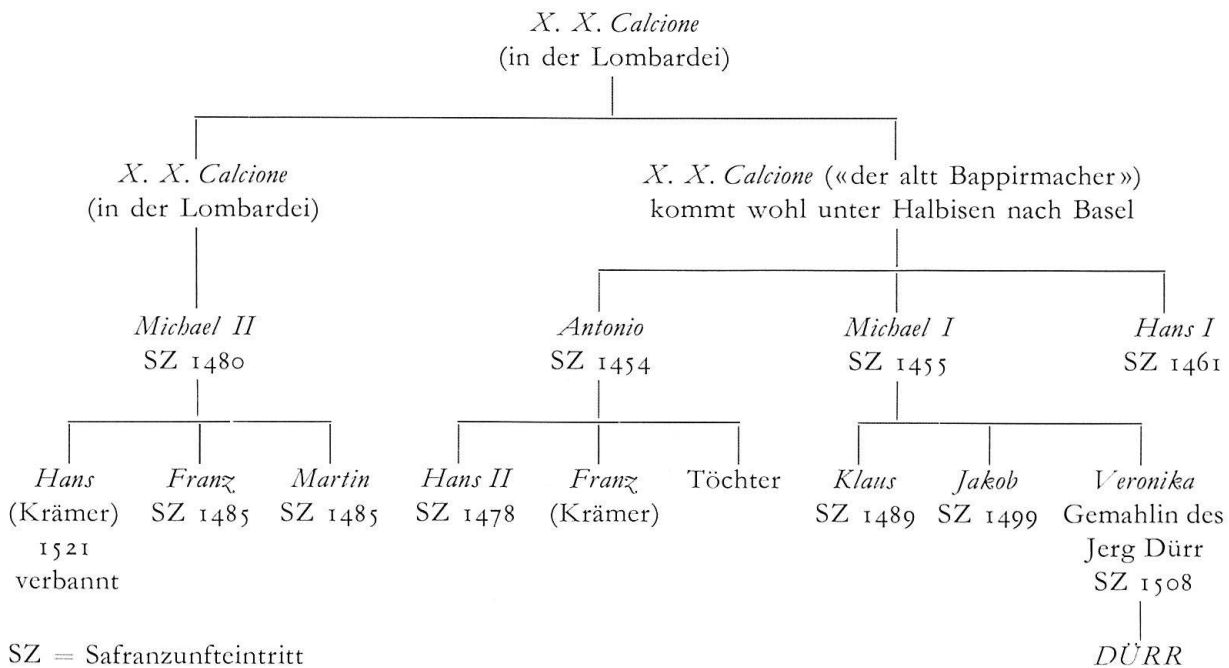 X. X. Calcione
(in der Lombardei)
X. X. Calcione
(in der Lombardei)
X. X. Calcione («der altt Bappirmacher»)
kommt wohl unter Halbisen nach Basel
Michael II
SZ 1480
Antonio
SZ 1454
Michael I
SZ 1455
Hans I
SZ 1461
Hans
(Krämer)
1521
verbannt
Franz
SZ 1485
Martin
SZ 1485
Hans II
SZ 1478
Franz
(Krämer)
Töchter
Klaus
SZ 1489
Jakob
SZ 1499
Veronika
Gemahlin des
Jerg Dürr
SZ 1508
DÜRR
SZ = Safranzunfteintritt